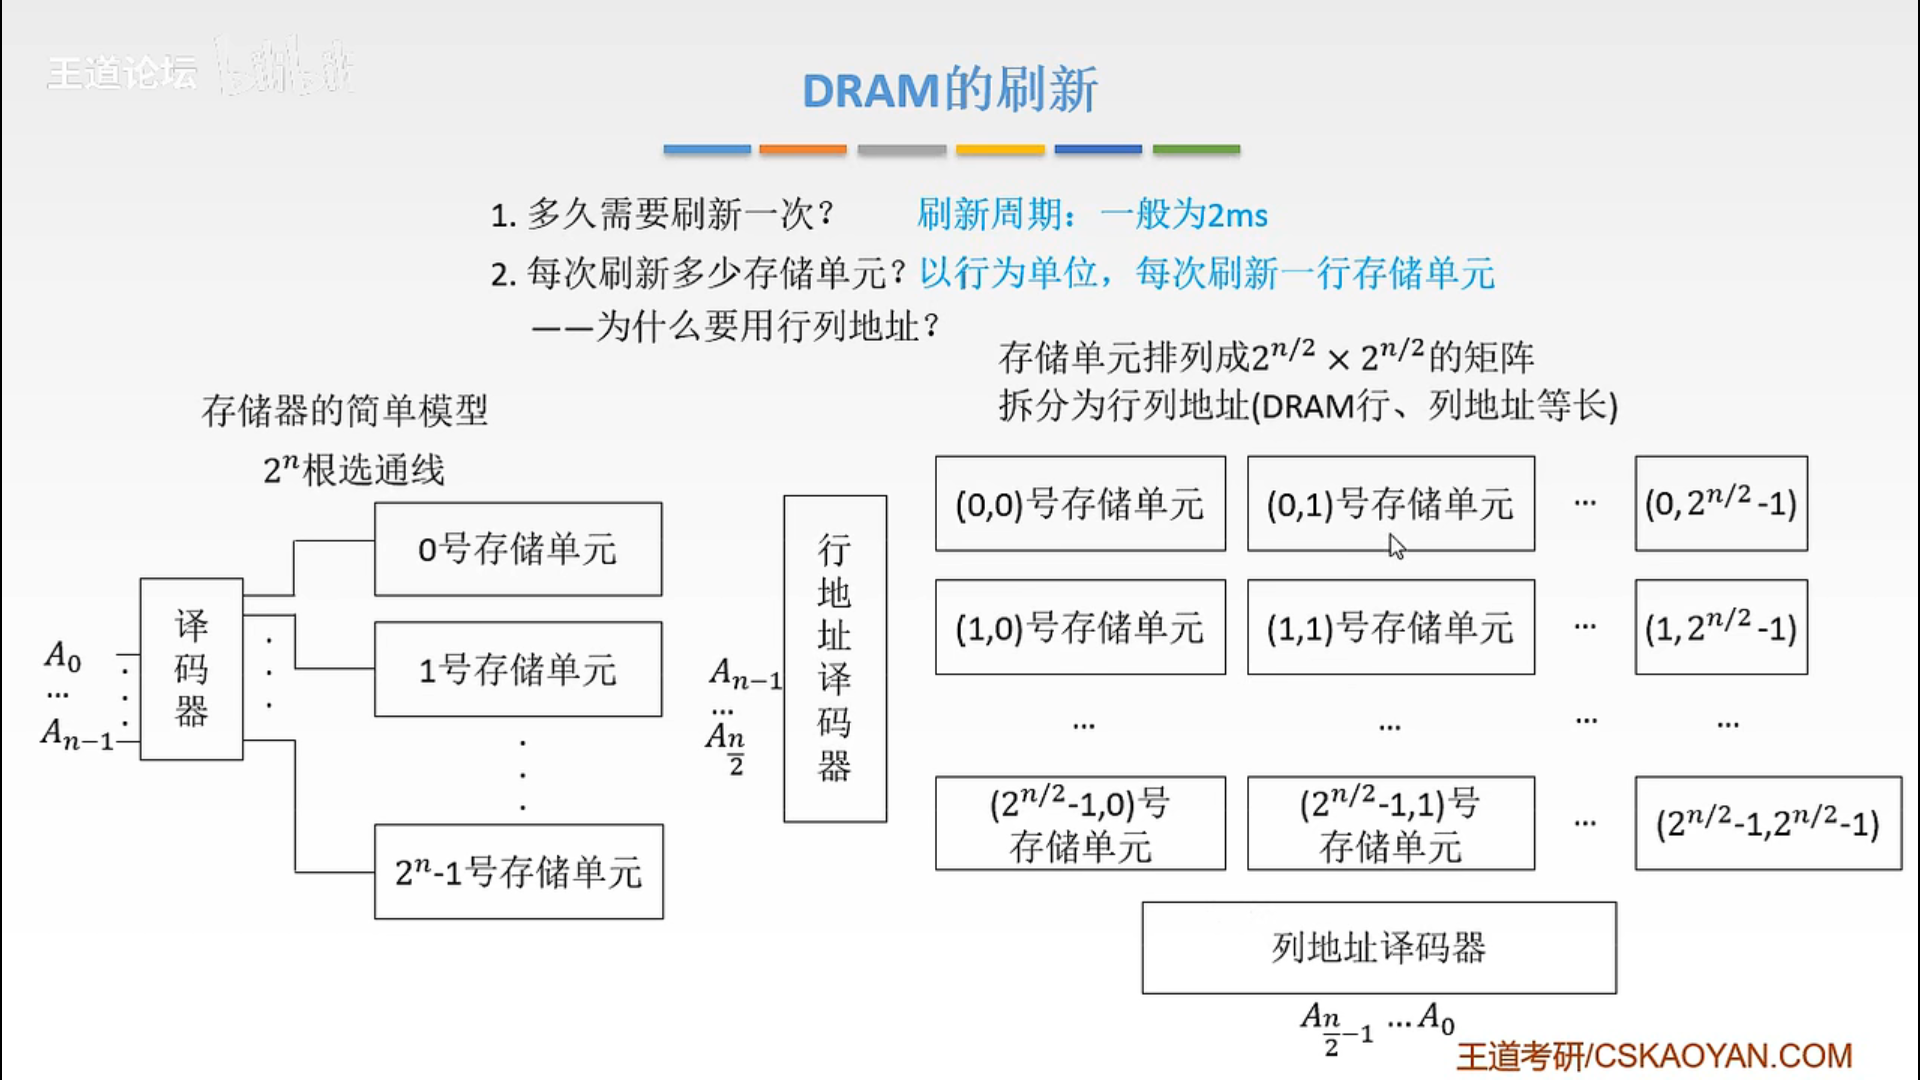 王道论坛 bilibili
DRAM的刷新
1. 多久需要刷新一次？ 刷新周期：一般为2ms
2. 每次刷新多少存储单元？以行为单位，每次刷新一行存储单元
——为什么要用行列地址？
存储单元排列成2^{n/2} × 2^{n/2}的矩阵
拆分为行列地址(DRAM行、列地址等长)
存储器的简单模型
2^n根选通线
A_0
...
A_{n-1}
译码器
0号存储单元
1号存储单元
2^n-1号存储单元
A_{n-1}
...
A_{n/2}
行地址译码器
(0,0)号存储单元 (0,1)号存储单元 ... (0, 2^{n/2}-1)
(1,0)号存储单元 (1,1)号存储单元 ... (1, 2^{n/2}-1)
... ... ... ...
(2^{n/2}-1,0)号存储单元 (2^{n/2}-1,1)号存储单元 ... (2^{n/2}-1,2^{n/2}-1)
列地址译码器
A_{n/2-1} ...A_0
王道考研/CSKAOYAN.COM